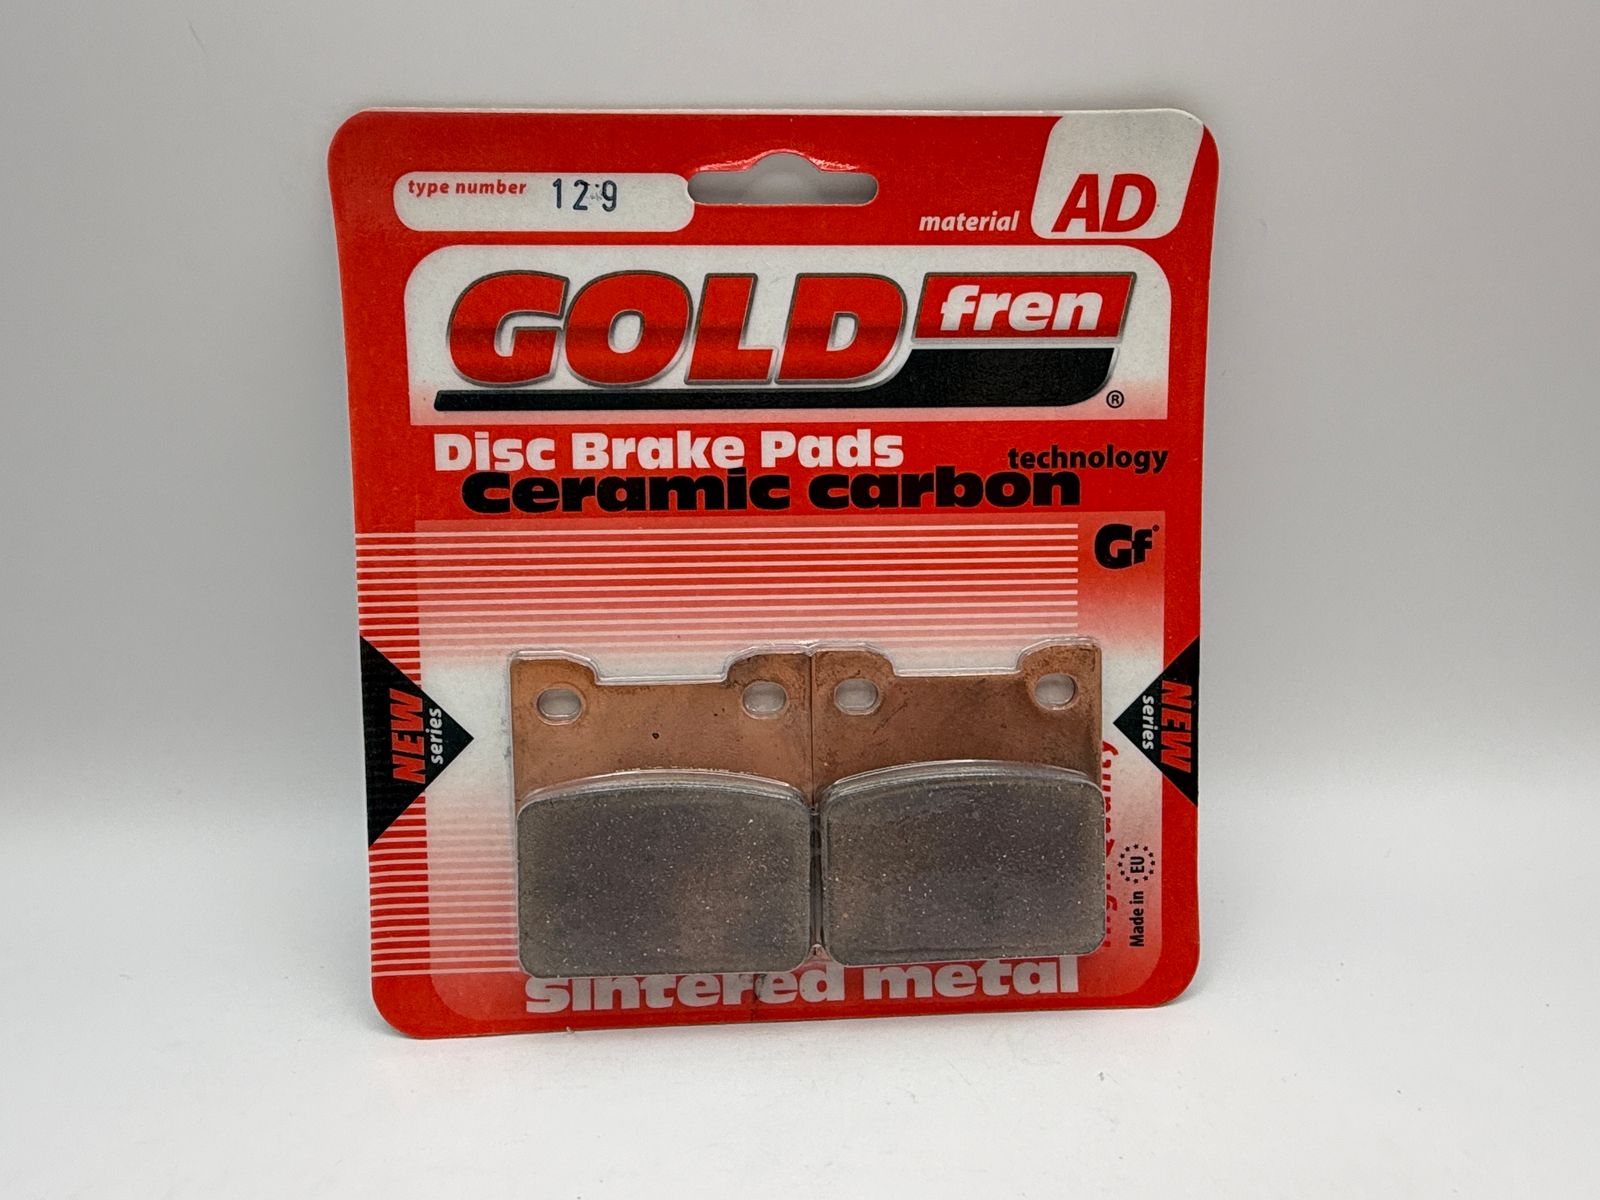 type number 129
material AD
GOLD fren ®
Disc Brake Pads
technology
Ceramic carbon
Gf®
NEW
series
NEW
series
Made in EU
sintered metal